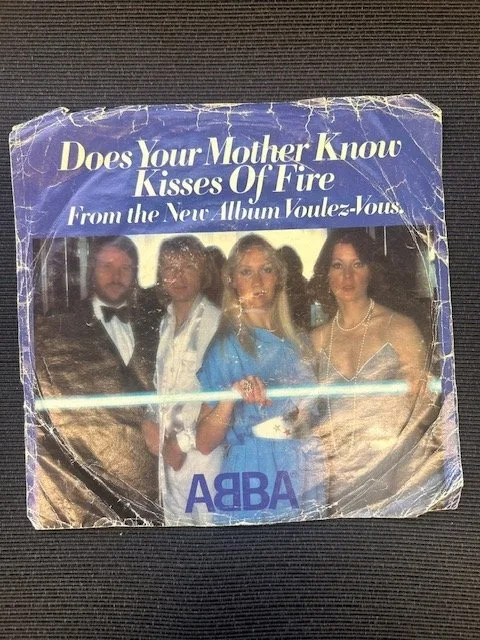 Does Your Mother Know
Kisses Of Fire
From the New Album Voulez-Vous.
ABBA